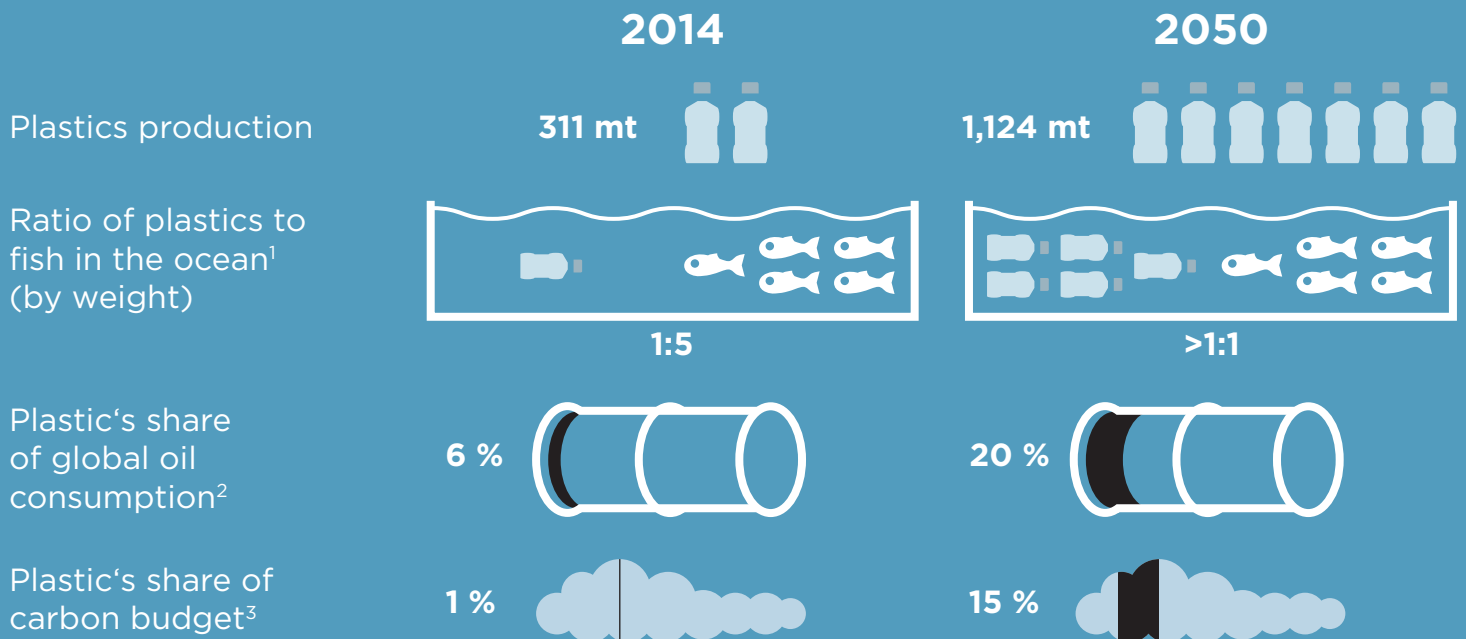 2014 2050
Plastics production 311 mt 1,124 mt
Ratio of plastics to
fish in the ocean¹
(by weight)
1:5 >1:1
Plastic‘s share
of global oil 6 % 20 %
consumption²
Plastic‘s share of 1 % 15 %
carbon budget³